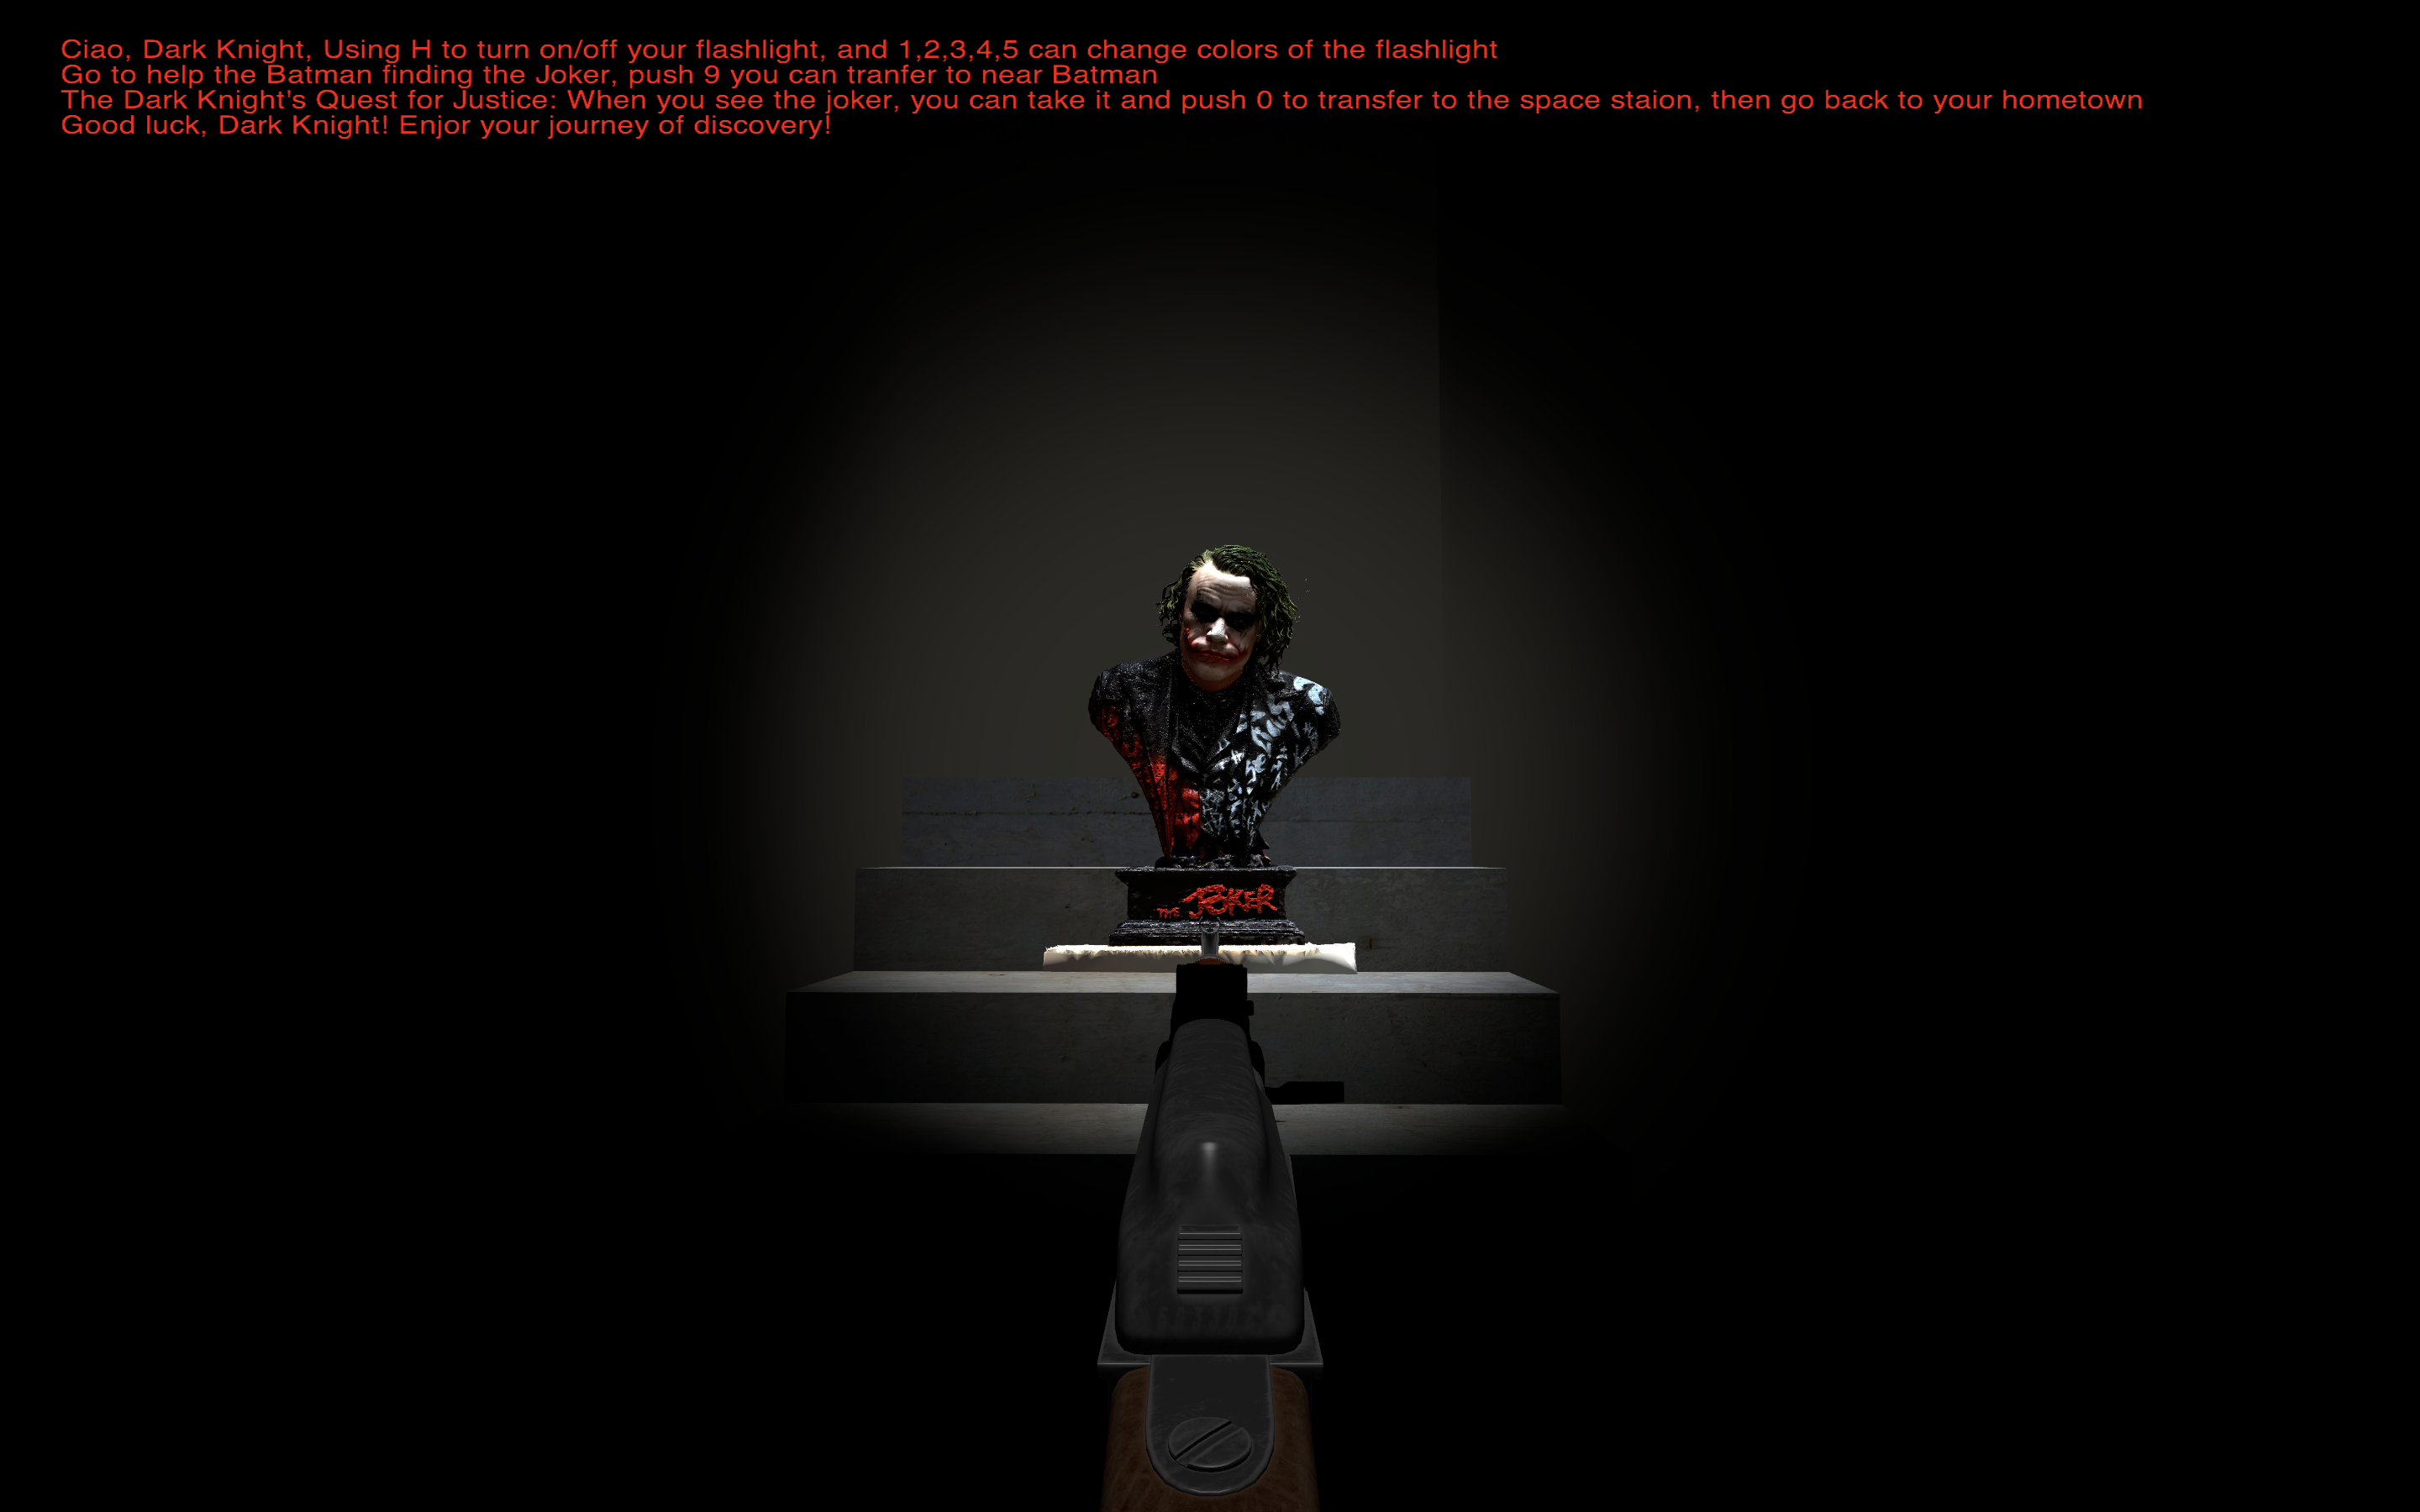 Ciao, Dark Knight, Using H to turn on/off your flashlight, and 1,2,3,4,5 can change colors of the flashlight
Go to help the Batman finding the Joker, push 9 you can tranfer to near Batman
The Dark Knight's Quest for Justice: When you see the joker, you can take it and push 0 to transfer to the space staion, then go back to your hometown
Good luck, Dark Knight! Enjor your journey of discovery!
THE JOKER